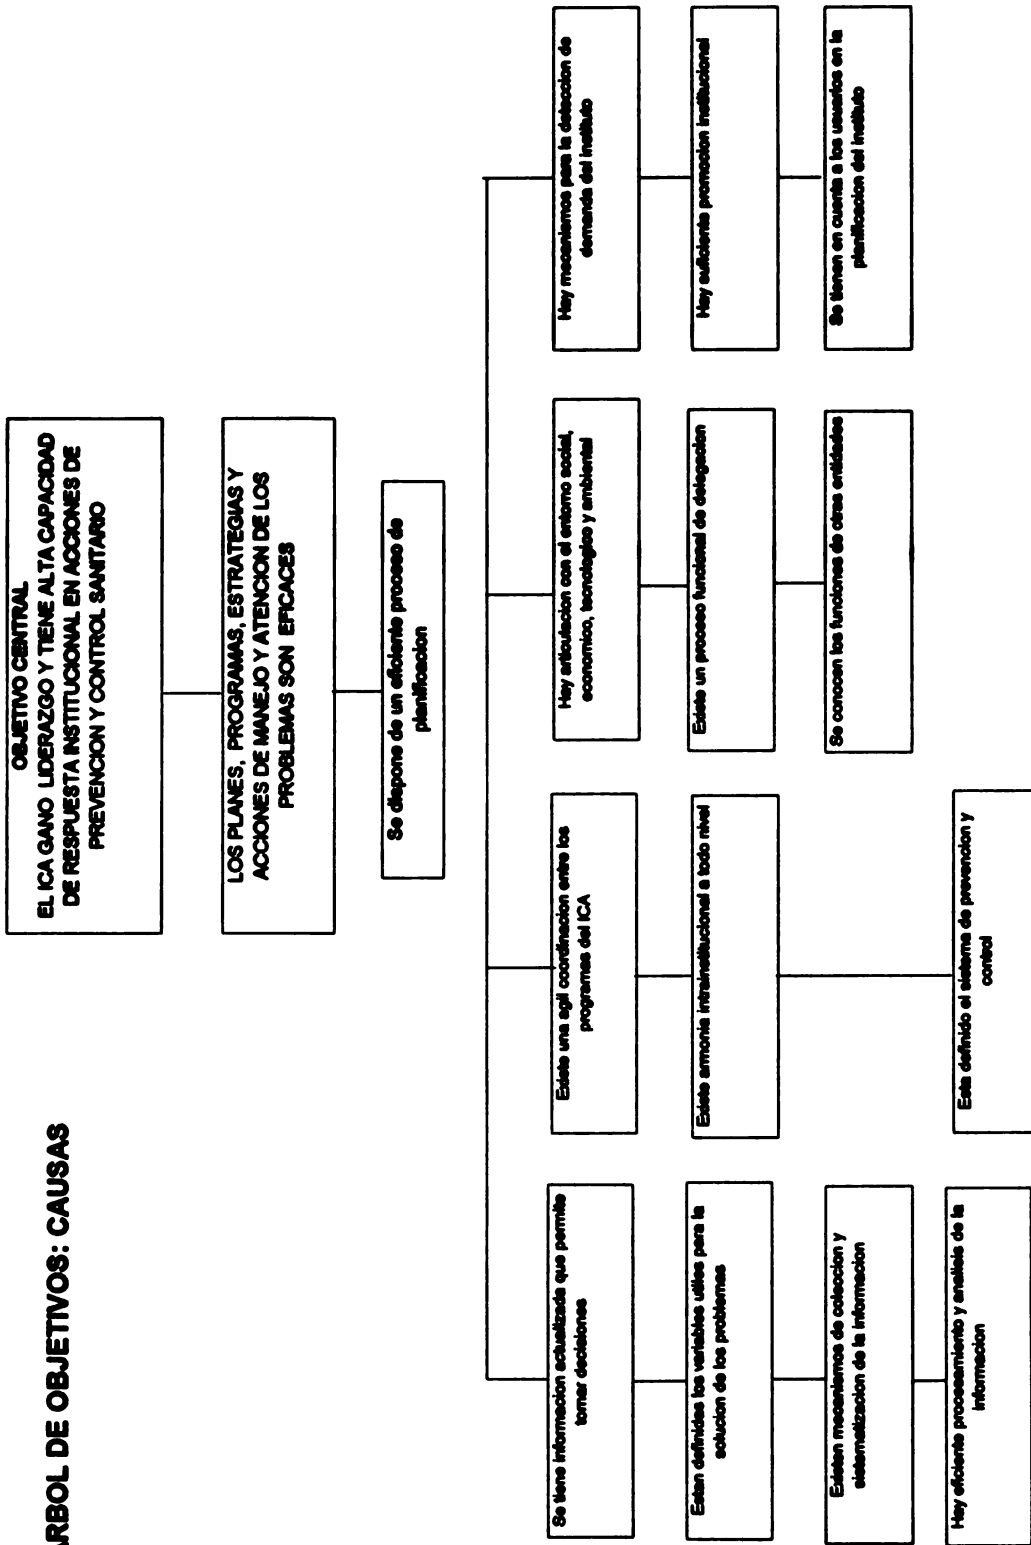 ARBOL DE OBJETIVOS: CAUSAS
OBJETIVO CENTRAL
EL ICA GANO LIDERAZGO Y TIENE ALTA CAPACIDAD
DE RESPUESTA INSTITUCIONAL EN ACCIONES DE
PREVENCION Y CONTROL SANITARIO
LOS PLANES, PROGRAMAS, ESTRATEGIAS Y
ACCIONES DE MANEJO Y ATENCION DE LOS
PROBLEMAS SON EFICACES
Se dispone de un eficiente proceso de
planificacion
Se tiene informacion actualizada que permite
tomar decisiones
Estan definidas los variables utiles para la
solucion de los problemas
Existen mecanismos de coleccion y
sistematizacion de la informacion
Hay eficiente procesamiento y analisis de la
informacion
Existe una agil coordinacion entre los
programas del ICA
Existe armonia intrainstitucional a todo nivel
Esta definido el sistema de prevencion y
control
Hay articulacion con el entorno social,
economico, tecnologico y ambiental
Existe un proceso funcional de delegacion
Se conocen los funciones de otras entidades
Hay mecanismos para la deteccion de
demanda del instituto
Hay suficiente promocion institucional
Se tienen en cuenta a los usuarios en la
planificacion del instituto